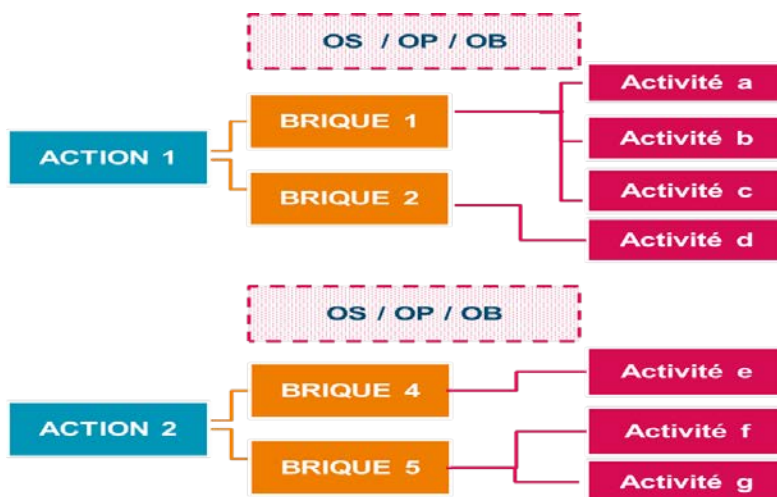 OS / OP / OB
Activité a
BRIQUE 1
Activité b
ACTION 1
BRIQUE 2
Activité c
Activité d
OS / OP / OB
Activité e
BRIQUE 4
ACTION 2
Activité f
BRIQUE 5
Activité g